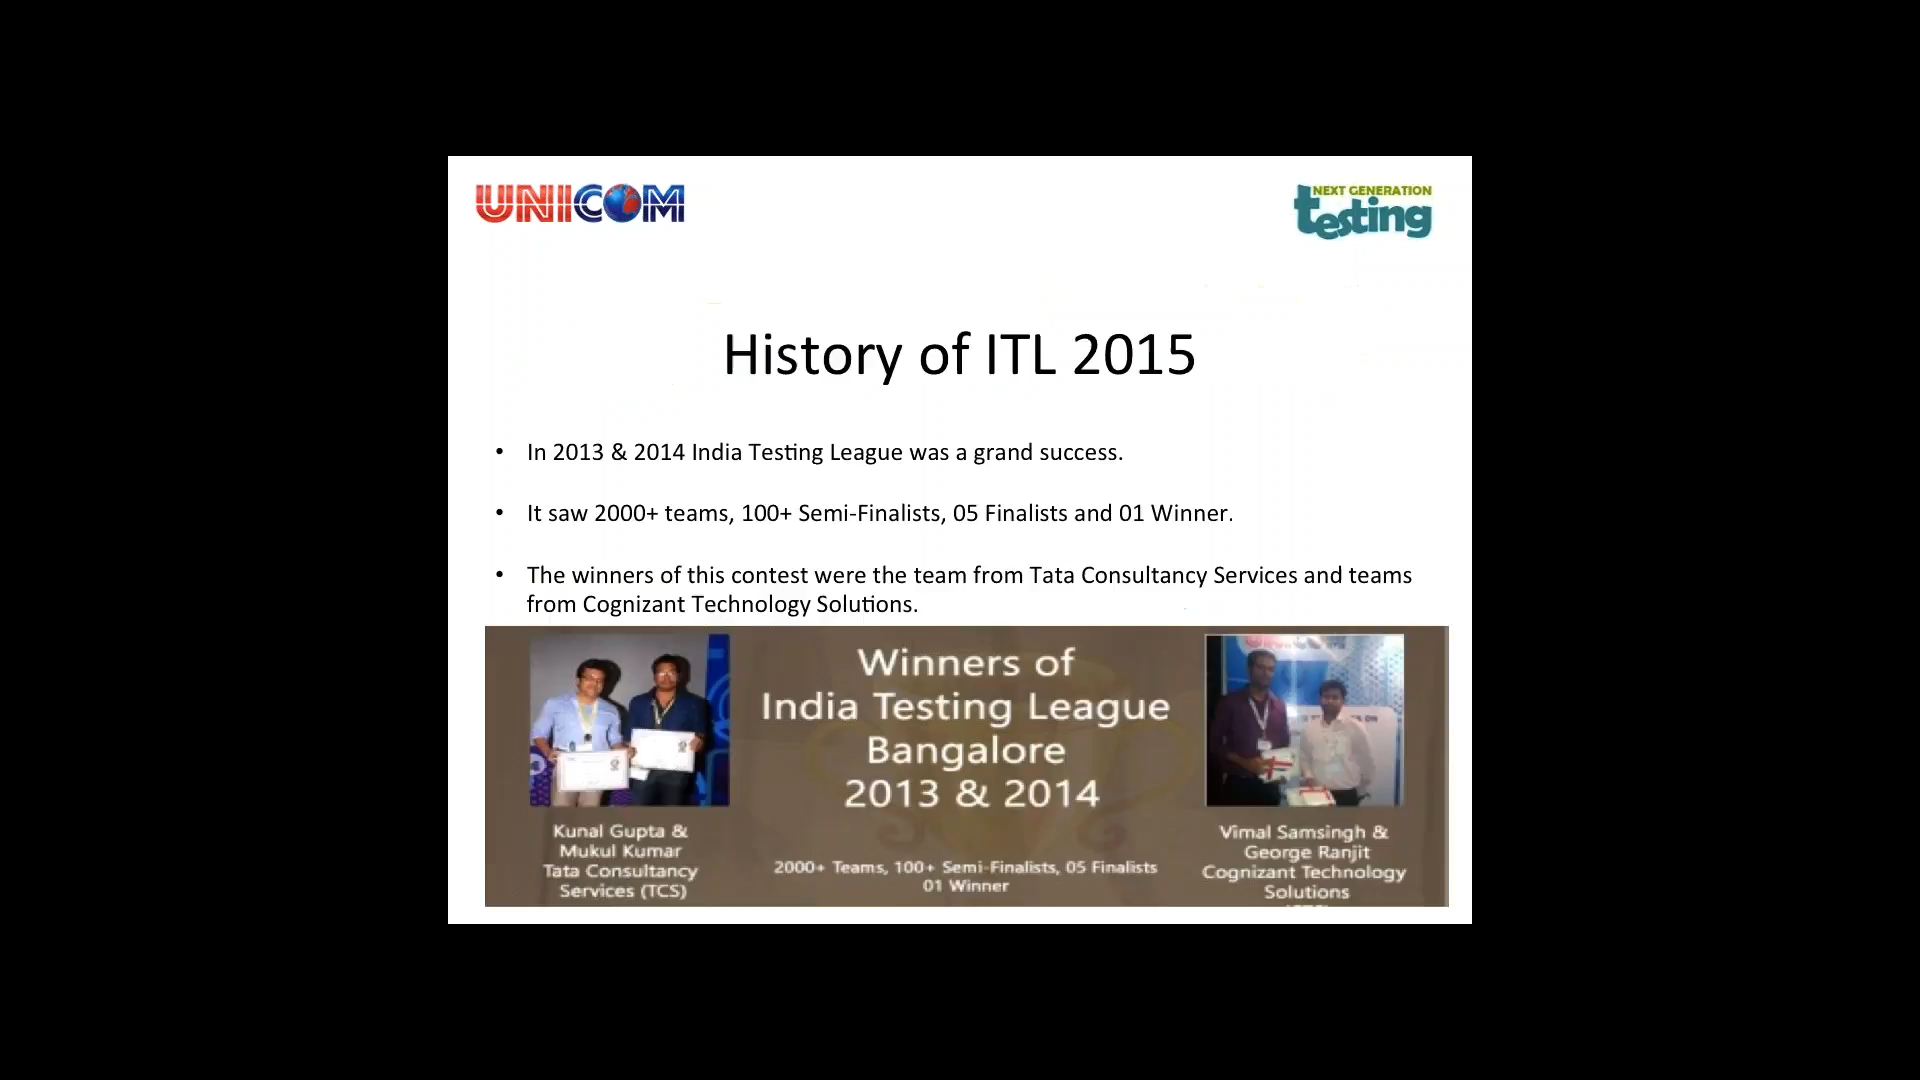 UNICOM
NEXT GENERATION
testing
History of ITL 2015
• In 2013 & 2014 India Testing League was a grand success.
• It saw 2000+ teams, 100+ Semi-Finalists, 05 Finalists and 01 Winner.
• The winners of this contest were the team from Tata Consultancy Services and teams
from Cognizant Technology Solutions.
Winners of
India Testing League
Bangalore
2013 & 2014
2000+ Teams, 100+ Semi-Finalists, 05 Finalists
01 Winner
Kunal Gupta &
Mukul Kumar
Tata Consultancy
Services (TCS)
Vimal Samsingh &
George Ranjit
Cognizant Technology
Solutions